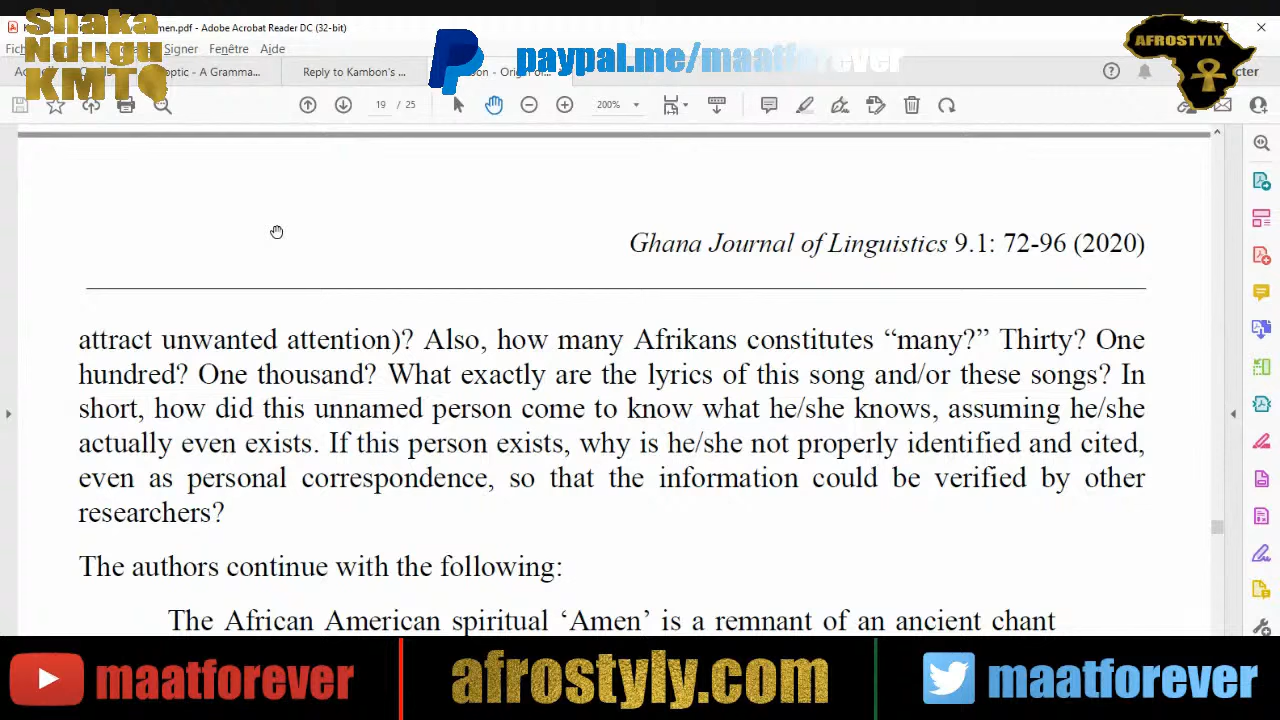 Shaka
Ndugu
KMT
men.pdf - Adobe Acrobat Reader DC (32-bit)
Signer Fenêtre Aide
paypal.me/maatforever
AFROSTYLY
optic - A Gramma...
Reply to Kambon's ...
19 / 25
200%
Ghana Journal of Linguistics 9.1: 72-96 (2020)
attract unwanted attention)? Also, how many Afrikans constitutes “many?” Thirty? One
hundred? One thousand? What exactly are the lyrics of this song and/or these songs? In
short, how did this unnamed person come to know what he/she knows, assuming he/she
actually even exists. If this person exists, why is he/she not properly identified and cited,
even as personal correspondence, so that the information could be verified by other
researchers?
The authors continue with the following:
The African American spiritual ‘Amen’ is a remnant of an ancient chant
maatforever
afrostyly.com
maatforever